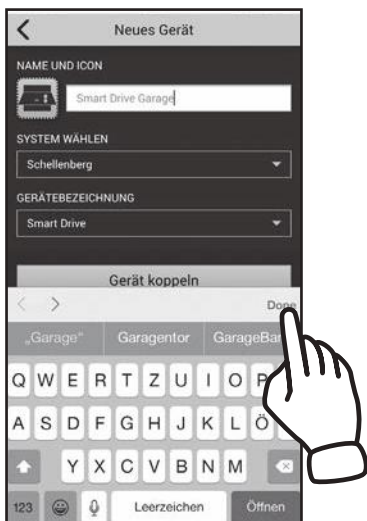 Neues Gerät
NAME UND ICON
Smart Drive Garage
SYSTEM WÄHLEN
Schellenberg
GERÄTEBEZEICHNUNG
Smart Drive
Gerät koppeln
Done
„Garage“ Garagentor GarageBa
Q W E R T Z U I O P
A S D F G H J K L Ö
Y X C V B N M
123 Leerzeichen Öffnen